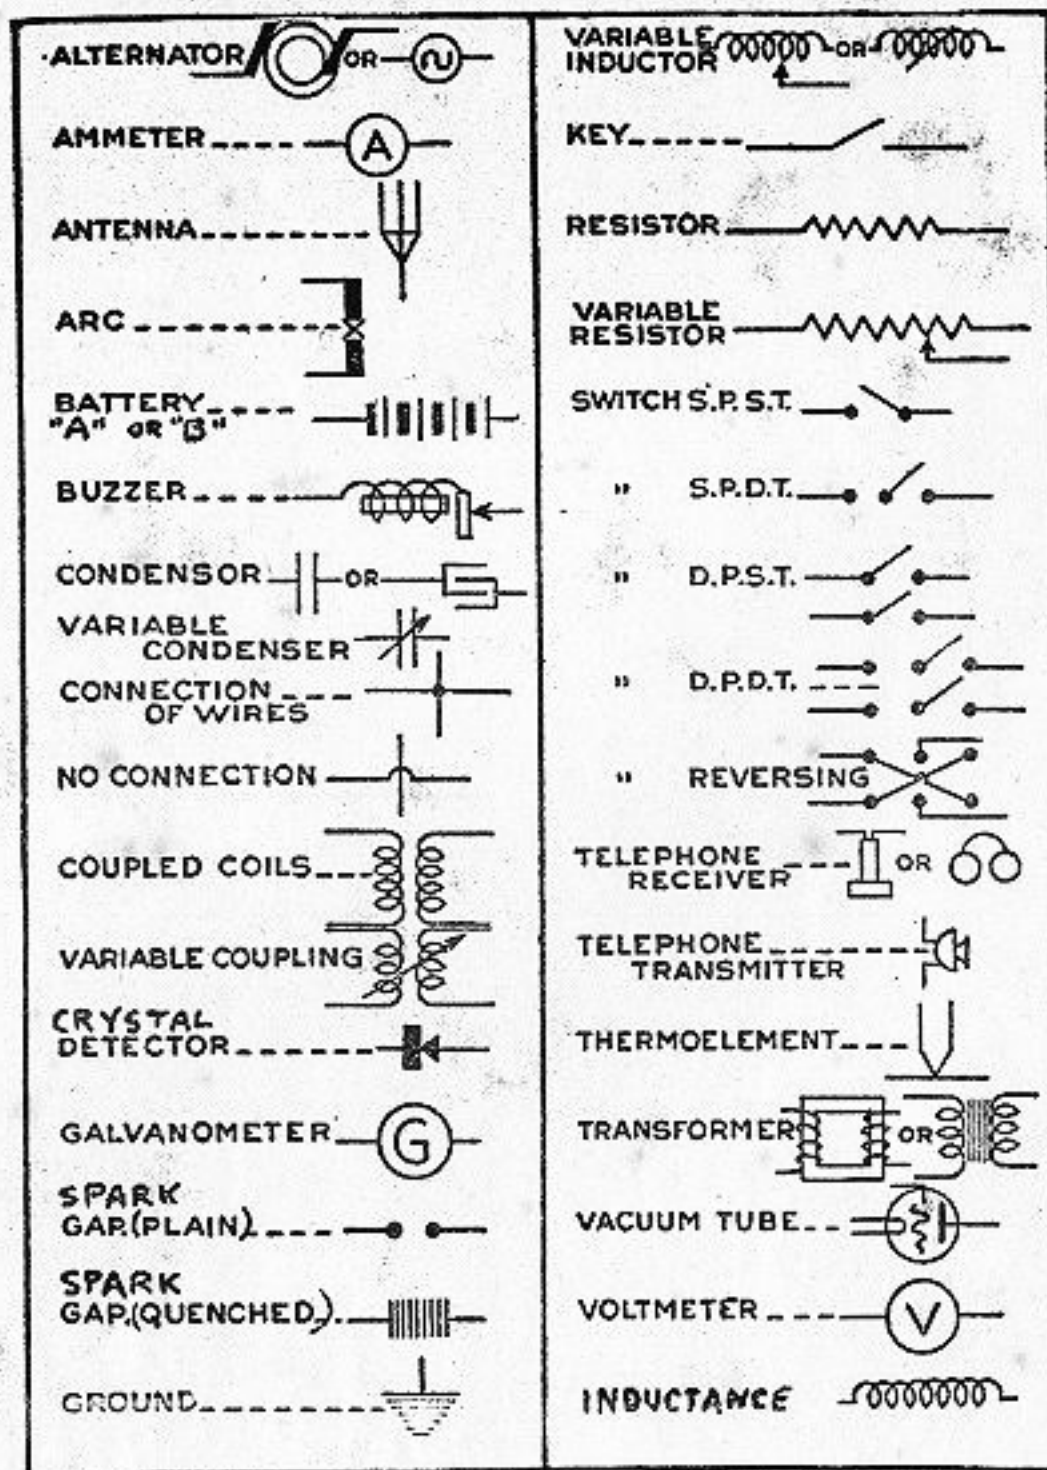 ALTERNATOR OR
AMMETER A
ANTENNA
ARC
BATTERY
"A" OR "B"
BUZZER
CONDENSOR OR
VARIABLE
CONDENSER
CONNECTION
OF WIRES
NO CONNECTION
COUPLED COILS
VARIABLE COUPLING
CRYSTAL
DETECTOR
GALVANOMETER G
SPARK
GAP.(PLAIN)
SPARK
GAP.(QUENCHED)
GROUND
VARIABLE
INDUCTOR OR
KEY
RESISTOR
VARIABLE
RESISTOR
SWITCH S.P.S.T.
" S.P.D.T.
" D.P.S.T.
" D.P.D.T.
" REVERSING
TELEPHONE
RECEIVER OR
TELEPHONE
TRANSMITTER
THERMOELEMENT
TRANSFORMER OR
VACUUM TUBE
VOLTMETER V
INDUCTANCE